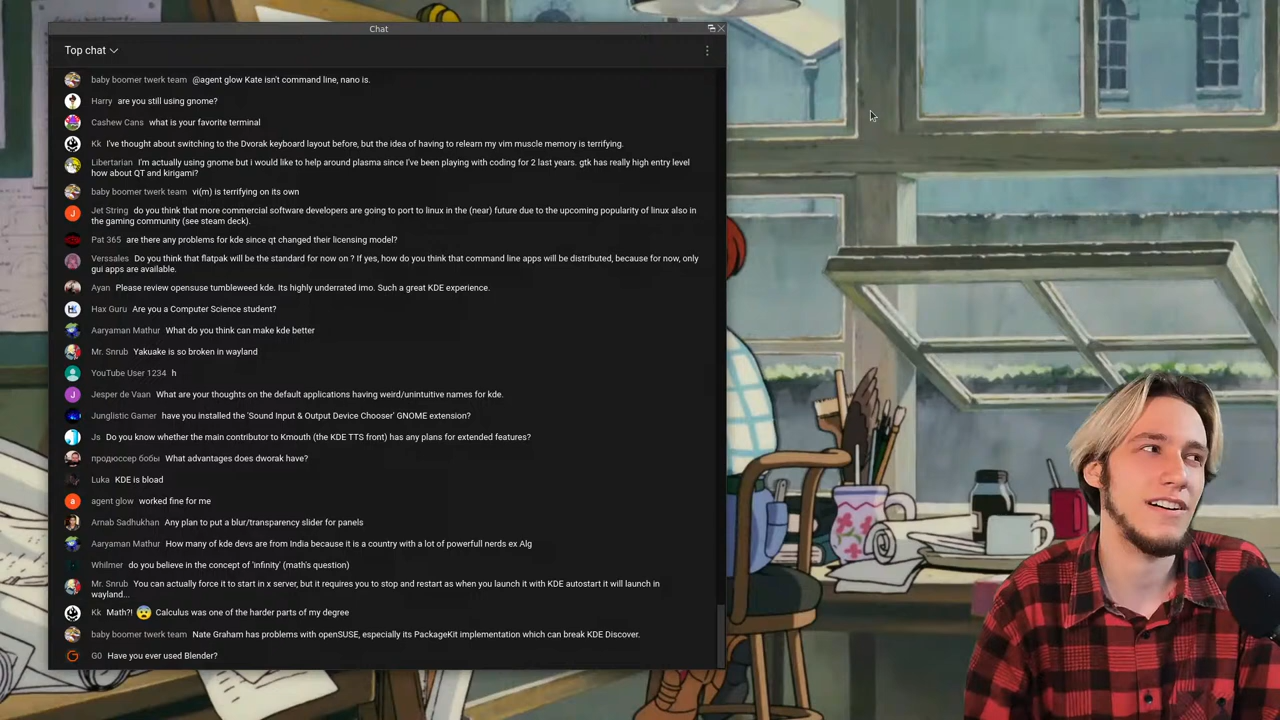 Chat
Top chat
baby boomer twerk team @agent glow Kate isn't command line, nano is.
Harry are you still using gnome?
Cashew Cans what is your favorite terminal
Kk I've thought about switching to the Dvorak keyboard layout before, but the idea of having to relearn my vim muscle memory is terrifying.
Libertarian I'm actually using gnome but i would like to help around plasma since I've been playing with coding for 2 last years. gtk has really high entry level
how about QT and kirigami?
baby boomer twerk team vi(m) is terrifying on its own
J Jet String do you think that more commercial software developers are going to port to linux in the (near) future due to the upcoming popularity of linux also in
the gaming community (see steam deck).
Pat 365 are there any problems for kde since qt changed their licensing model?
Verssales Do you think that flatpak will be the standard for now on ? If yes, how do you think that command line apps will be distributed, because for now, only
gui apps are available.
Ayan Please review opensuse tumbleweed kde. Its highly underrated imo. Such a great KDE experience.
Hax Guru Are you a Computer Science student?
Aaryaman Mathur What do you think can make kde better
Mr. Snrub Yakuake is so broken in wayland
YouTube User 1234 h
J Jesper de Vaan What are your thoughts on the default applications having weird/unintuitive names for kde.
Junglistic Gamer have you installed the 'Sound Input & Output Device Chooser' GNOME extension?
Js Do you know whether the main contributor to Kmouth (the KDE TTS front) has any plans for extended features?
продюссер бобы What advantages does dworak have?
Luka KDE is bload
a agent glow worked fine for me
Arnab Sadhukhan Any plan to put a blur/transparency slider for panels
Aaryaman Mathur How many of kde devs are from India because it is a country with a lot of powerfull nerds ex Alg
Whilmer do you believe in the concept of 'infinity' (math's question)
Mr. Snrub You can actually force it to start in x server, but it requires you to stop and restart as when you launch it with KDE autostart it will launch in
wayland...
Kk Math?! 😨 Calculus was one of the harder parts of my degree
baby boomer twerk team Nate Graham has problems with openSUSE, especially its PackageKit implementation which can break KDE Discover.
G0 Have you ever used Blender?